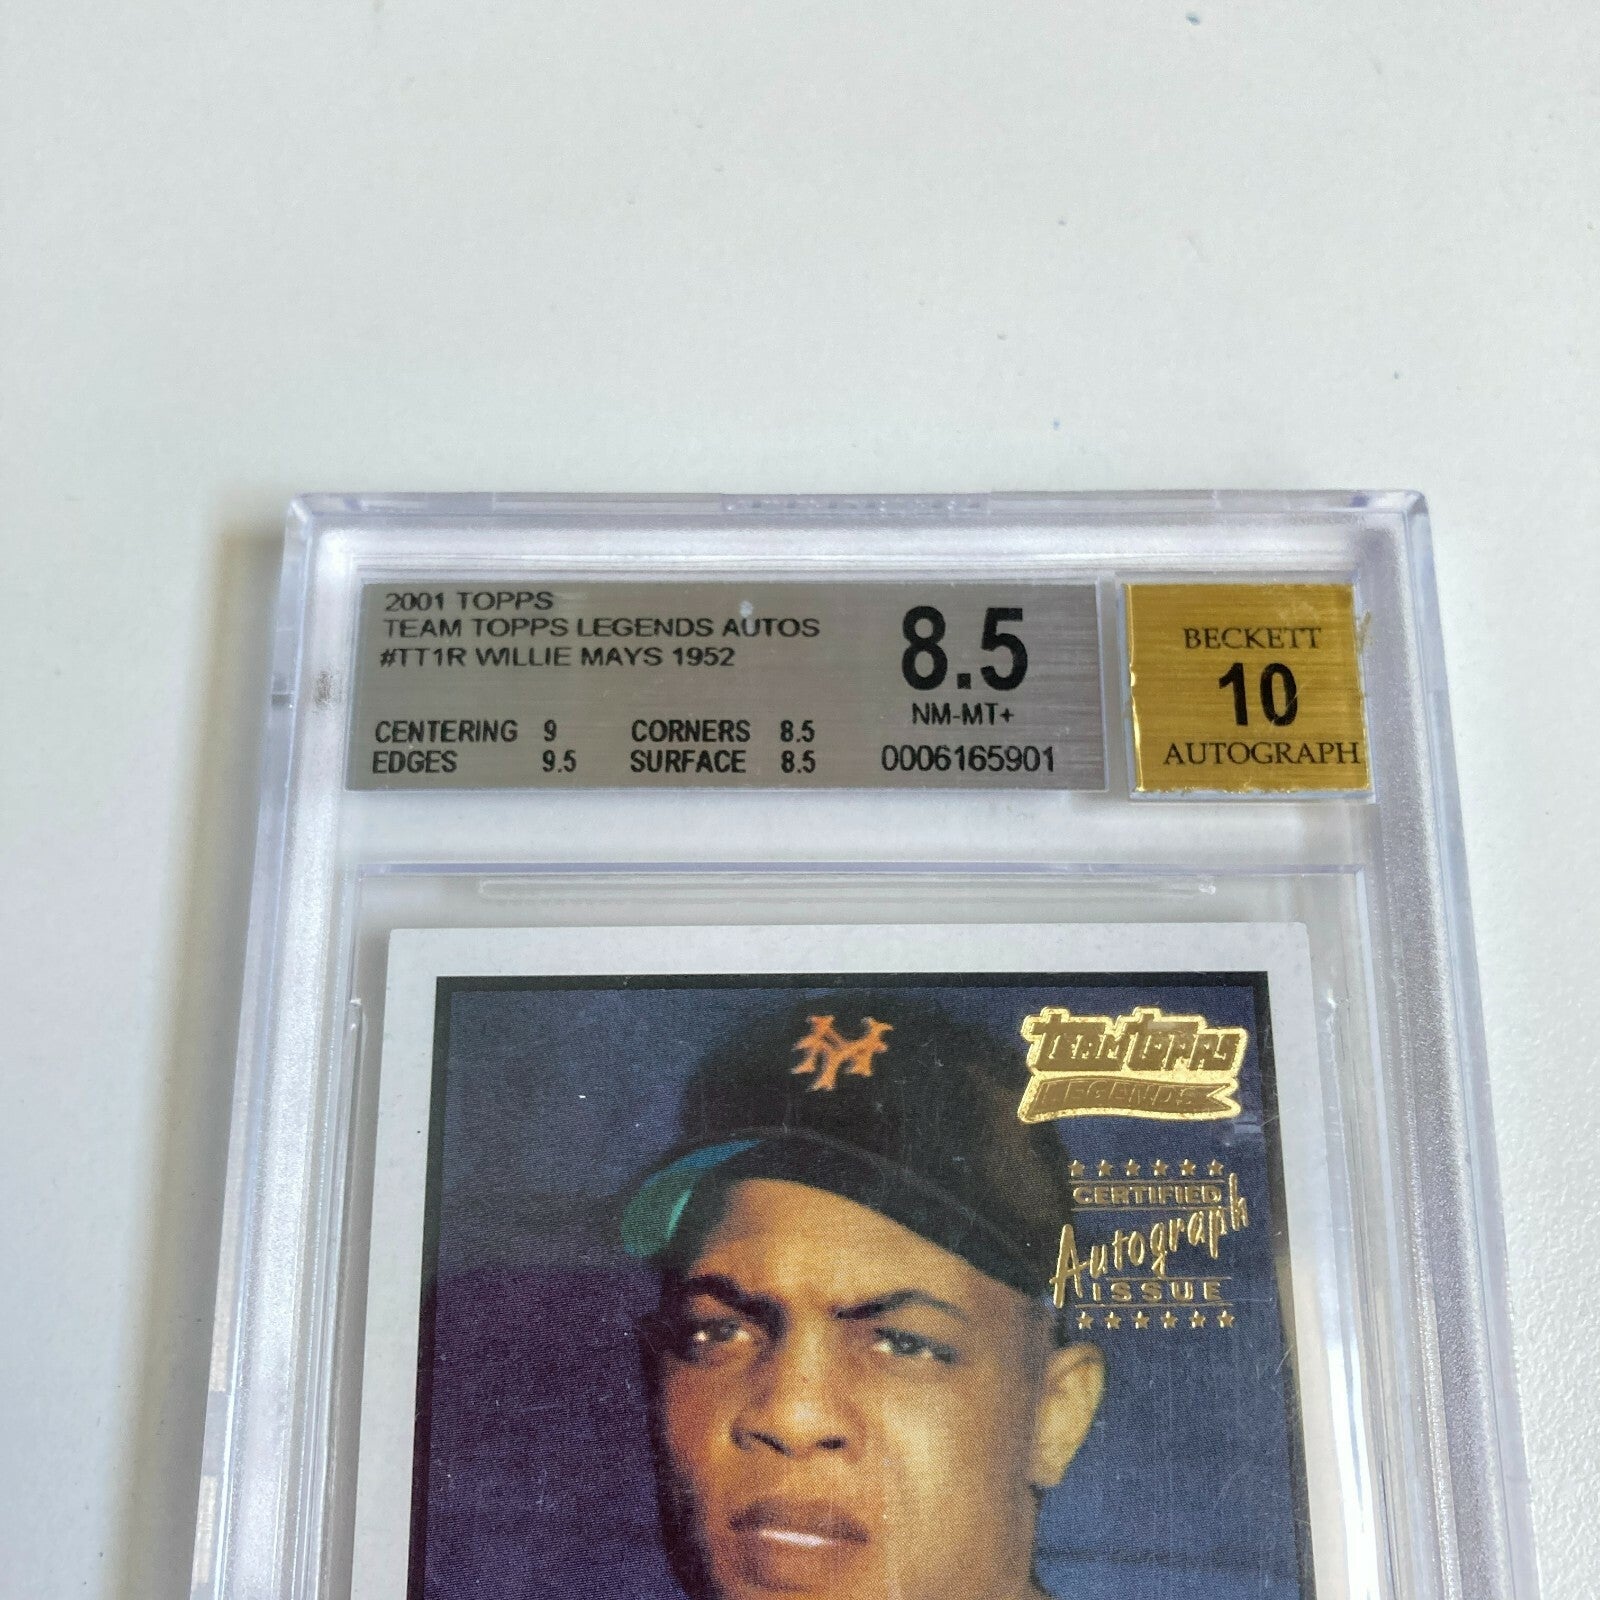 2001 TOPPS
TEAM TOPPS LEGENDS AUTOS
#TT1R WILLIE MAYS 1952
CENTERING 9 CORNERS 8.5
EDGES 9.5 SURFACE 8.5
8.5
NM-MT+
0006165901
BECKETT
10
AUTOGRAPH
NY
TEAM TOPPS
LEGENDS
CERTIFIED
Autograph
ISSUE